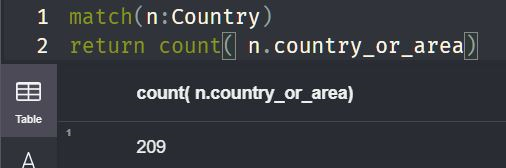 1 match(n:Country)
2 return count( n.country_or_area)
count( n.country_or_area)
Table
1
209
A